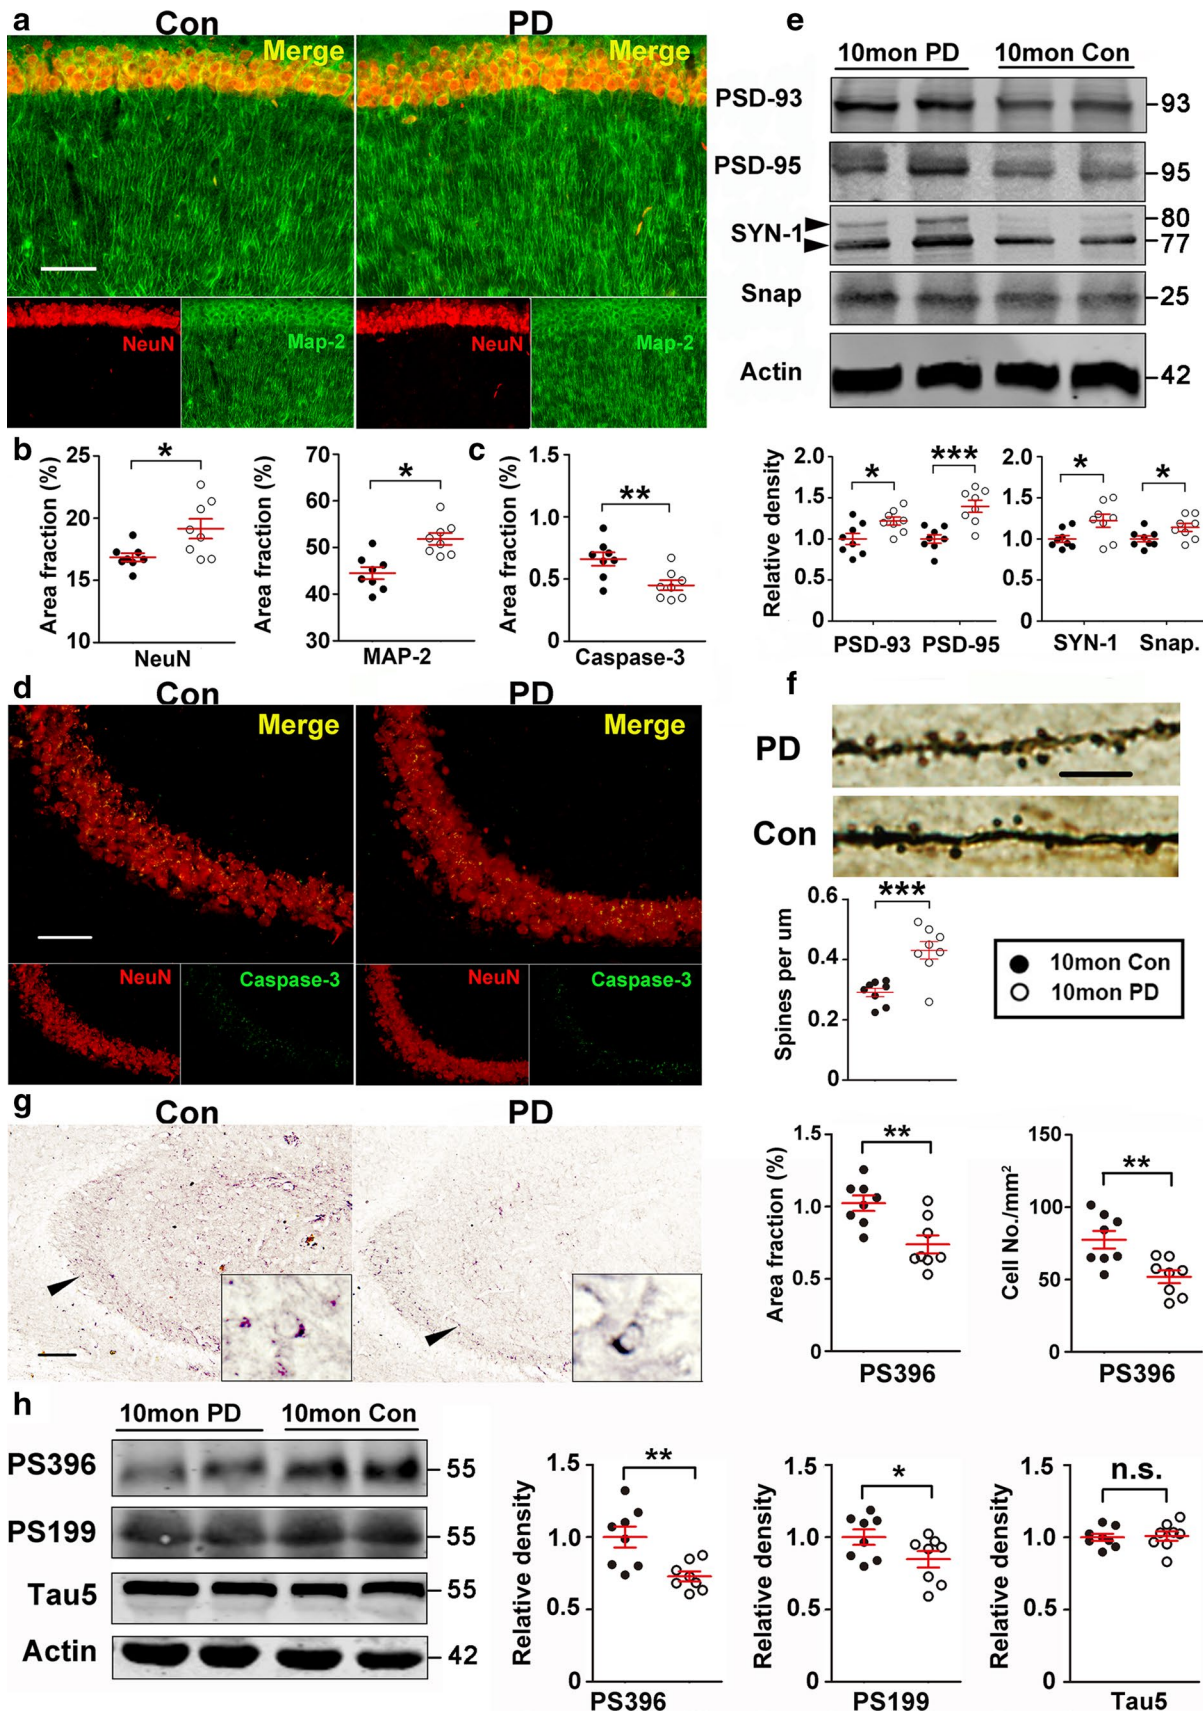 a
Con PD
Merge Merge
NeuN Map-2 NeuN Map-2
b
Area fraction (%)
25
20
15
10
*
NeuN
Area fraction (%)
70
60
50
40
30
*
MAP-2
c
Area fraction (%)
1.5
1.0
0.5
0
**
Caspase-3
d
Con PD
Merge Merge
NeuN Caspase-3 NeuN Caspase-3
e
10mon PD 10mon Con
PSD-93 93
PSD-95 95
SYN-1 80
77
Snap 25
Actin 42
Relative density
2.0
1.5
1.0
0.5
0
* ***
PSD-93 PSD-95
2.0
1.5
1.0
0.5
0
* *
SYN-1 Snap.
f
PD
Con
Spines per um
0.6
0.4
0.2
0
***
10mon Con
10mon PD
g
Con PD
Area fraction (%)
1.5
1.0
0.5
0
**
PS396
Cell No./mm²
150
100
50
0
**
PS396
h
10mon PD 10mon Con
PS396 55
PS199 55
Tau5 55
Actin 42
Relative density
1.5
1.0
0.5
0
**
PS396
Relative density
1.5
1.0
0.5
0
*
PS199
Relative density
1.5
1.0
0.5
0
n.s.
Tau5